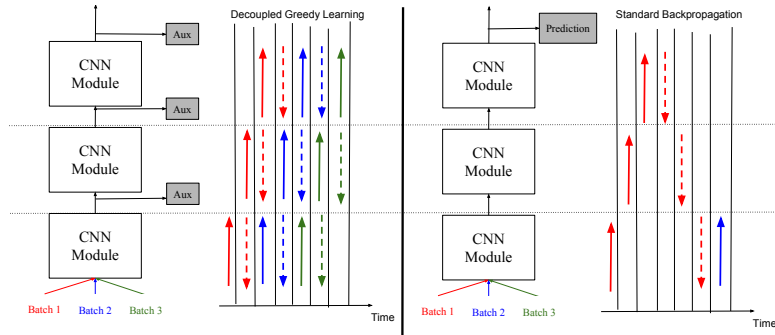 Decoupled Greedy Learning
Aux
CNN
Module
Aux
CNN
Module
Aux
CNN
Module
Batch 1
Batch 2
Batch 3
Time
Standard Backpropagation
Prediction
CNN
Module
CNN
Module
CNN
Module
Batch 1
Batch 2
Batch 3
Time